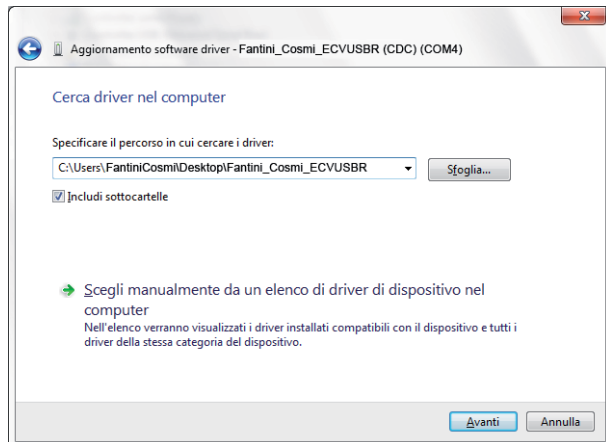 Aggiornamento software driver - Fantini_Cosmi_ECVUSBR (CDC) (COM4)
Cerca driver nel computer
Specificare il percorso in cui cercare i driver:
C:\Users\FantiniCosmi\Desktop\Fantini_Cosmi_ECVUSBR
Sfoglia...
Includi sottocartelle
Scegli manualmente da un elenco di driver di dispositivo nel
computer
Nell'elenco verranno visualizzati i driver installati compatibili con il dispositivo e tutti i
driver della stessa categoria del dispositivo.
Avanti
Annulla